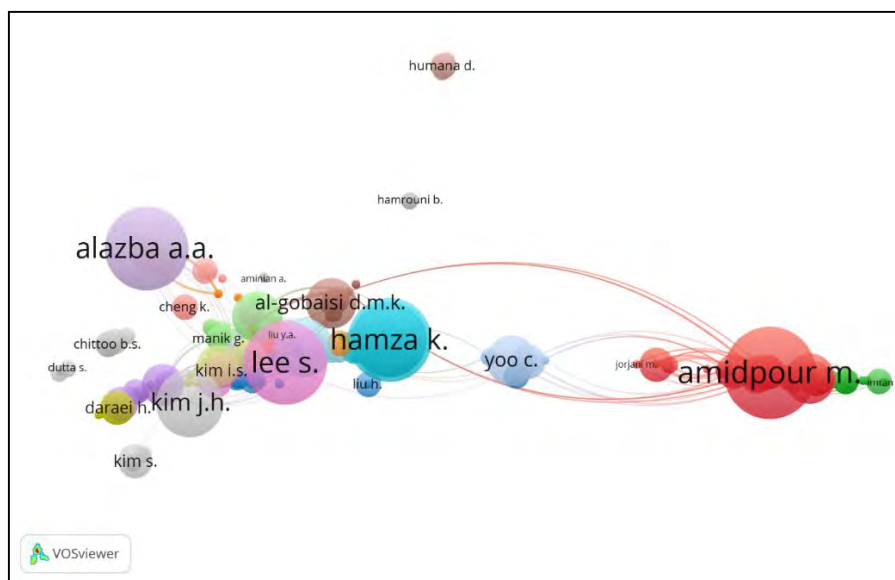 humana d.
hamrouni b.
alazba a.a.
aminian a.
cheng k.
al-gobaisi d.m.k.
manik g.
liu y.a.
hamza k.
chittoo b.s.
lee s.
yoo c.
jorjani m.
dutta s.
kim i.s.
amidpour m.
imran
liu h.
daraei h.
kim j.h.
kim s.
VOSviewer